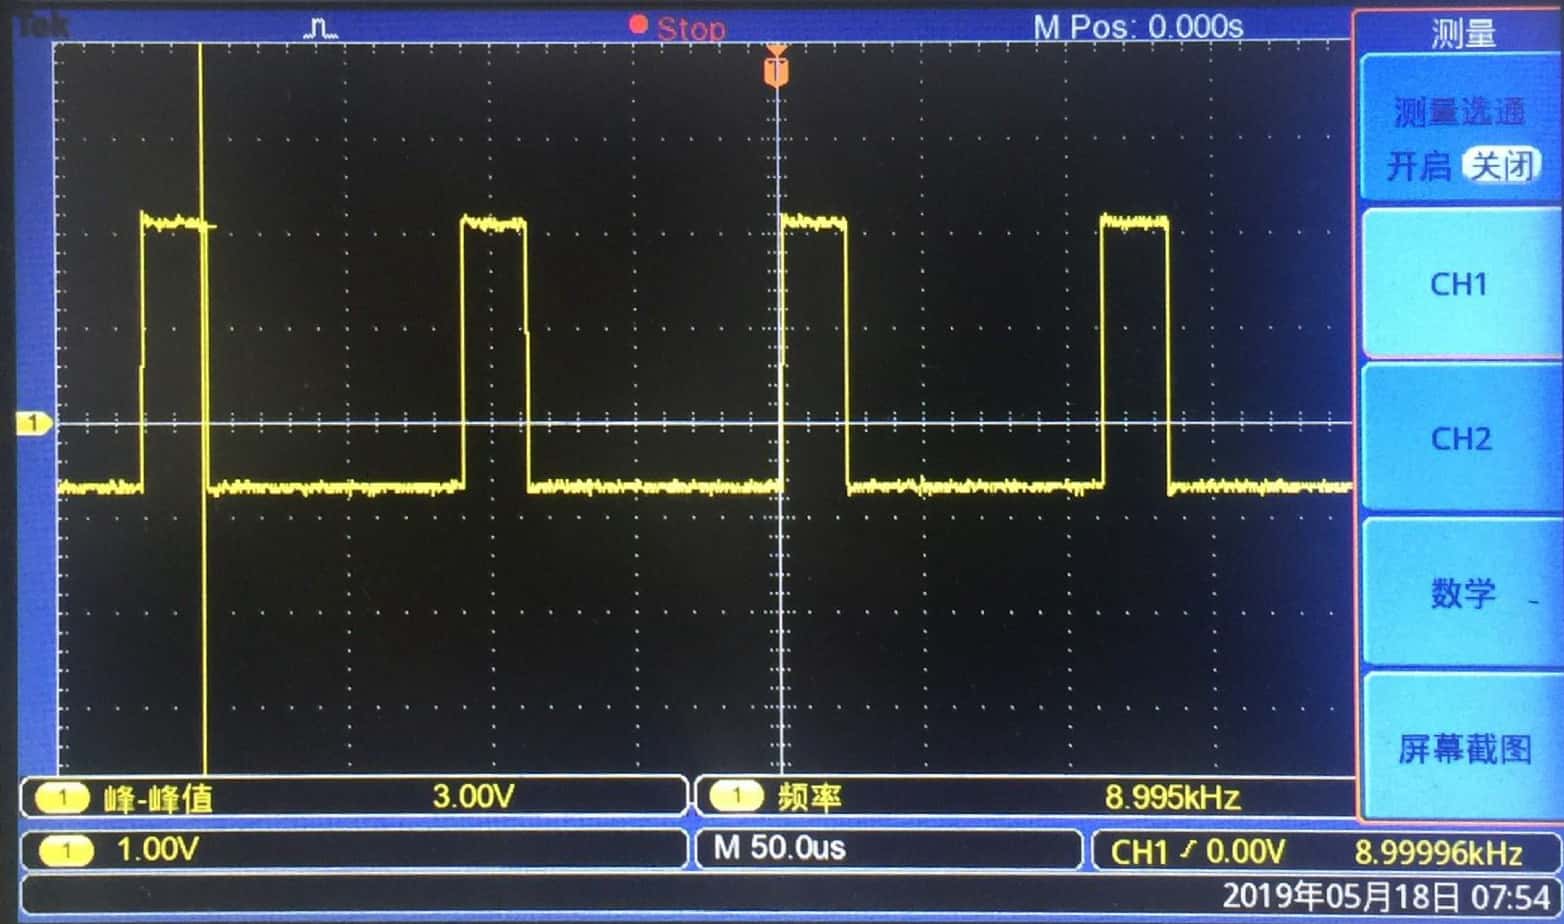 Tek
Stop
M Pos: 0.000s
测量
T
测量选通
开启 关闭
CH1
1
CH2
数学
屏幕截图
1 峰-峰值 3.00V
1 频率 8.995kHz
1 1.00V
M 50.0us
CH1 0.00V 8.99996kHz
2019年05月18日 07:54